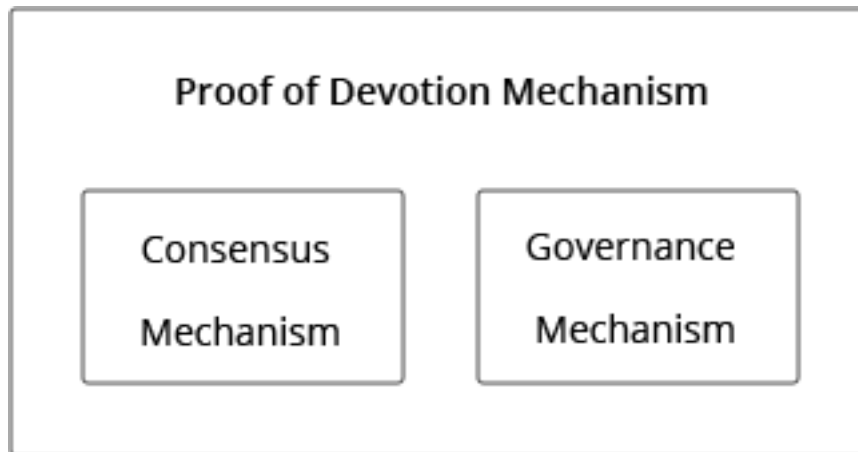 Proof of Devotion Mechanism
Consensus
Mechanism
Governance
Mechanism